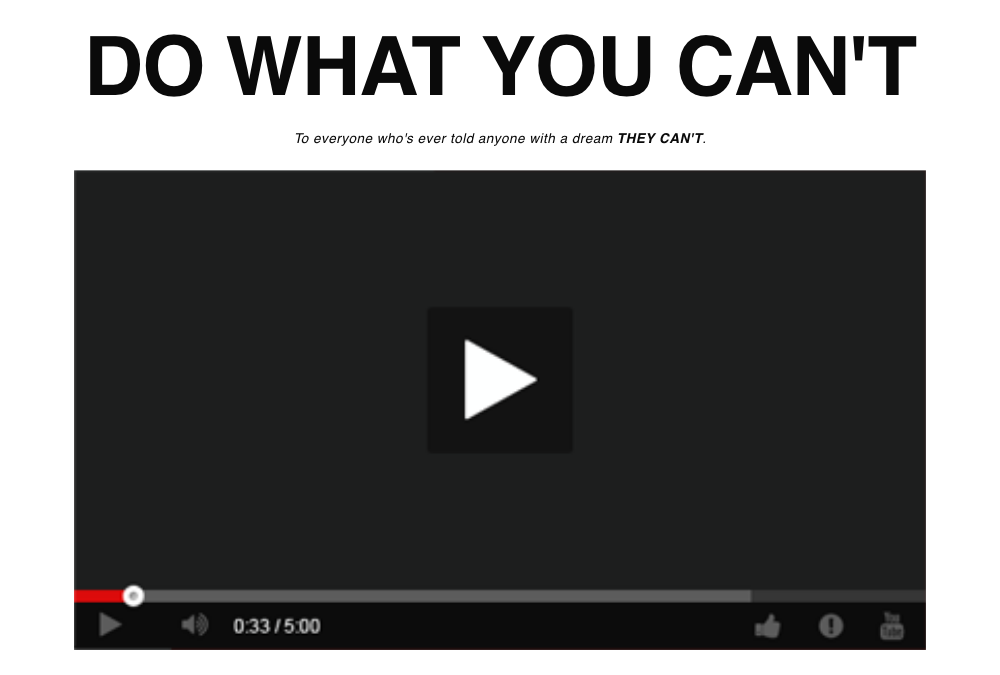 DO WHAT YOU CAN'T
To everyone who's ever told anyone with a dream THEY CAN'T.
0:33 / 5:00
You
Tube